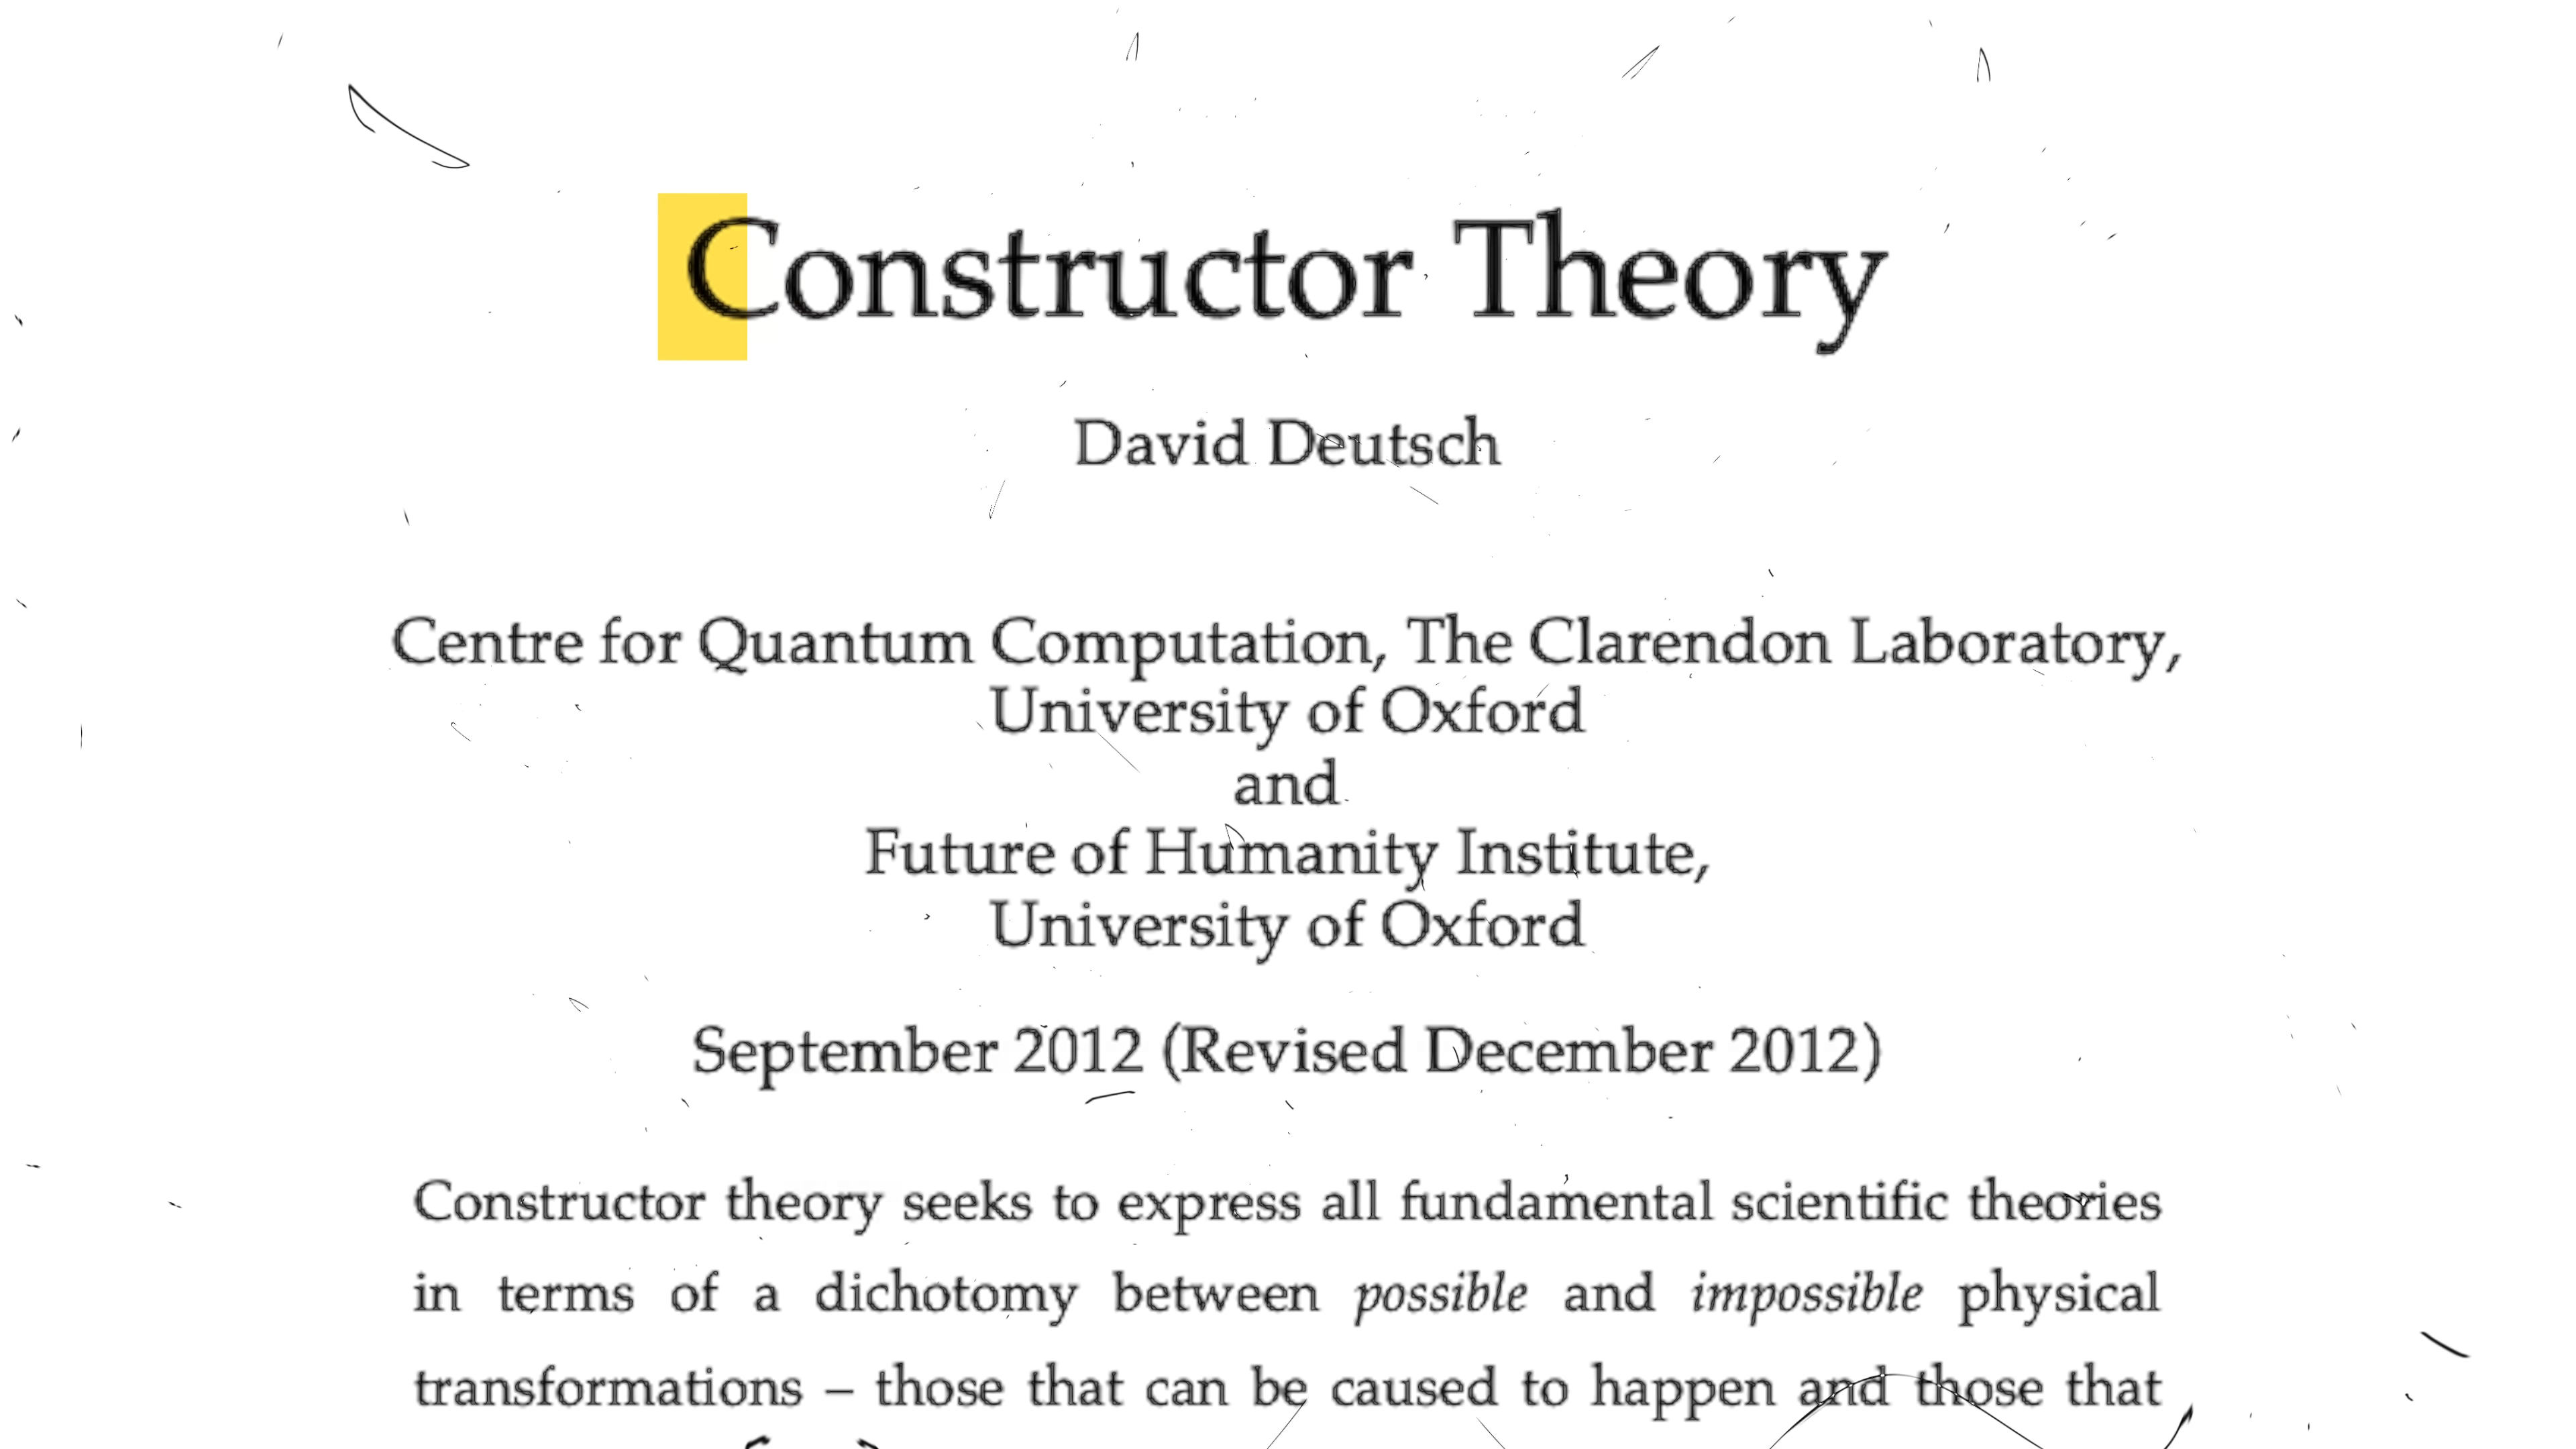 Constructor Theory
David Deutsch
Centre for Quantum Computation, The Clarendon Laboratory,
University of Oxford
and
Future of Humanity Institute,
University of Oxford
September 2012 (Revised December 2012)
Constructor theory seeks to express all fundamental scientific theories
in terms of a dichotomy between possible and impossible physical
transformations – those that can be caused to happen and those that